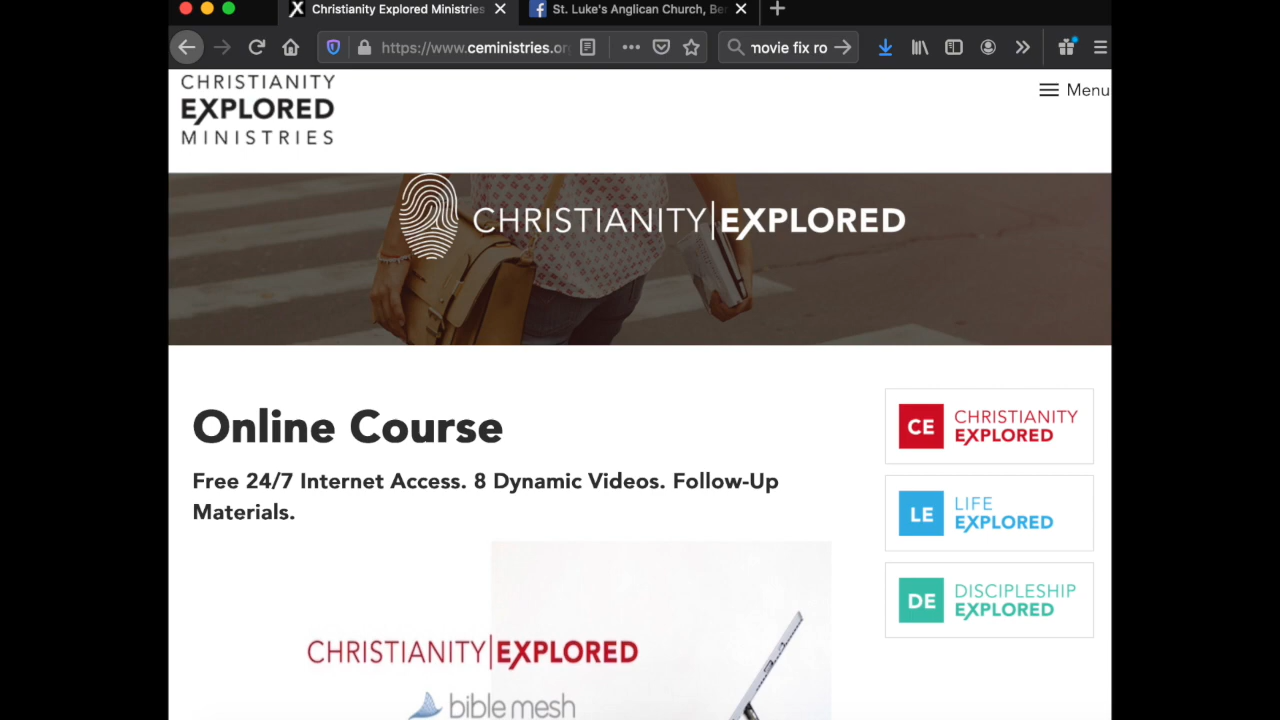 Christianity Explored Ministries
St. Luke's Anglican Church, Ber
https://www.ceministries.or
movie fix ro
CHRISTIANITY
EXPLORED
MINISTRIES
Menu
CHRISTIANITY|EXPLORED
Online Course
Free 24/7 Internet Access. 8 Dynamic Videos. Follow-Up
Materials.
CE CHRISTIANITY
EXPLORED
LE LIFE
EXPLORED
DE DISCIPLESHIP
EXPLORED
CHRISTIANITY|EXPLORED
bible mesh